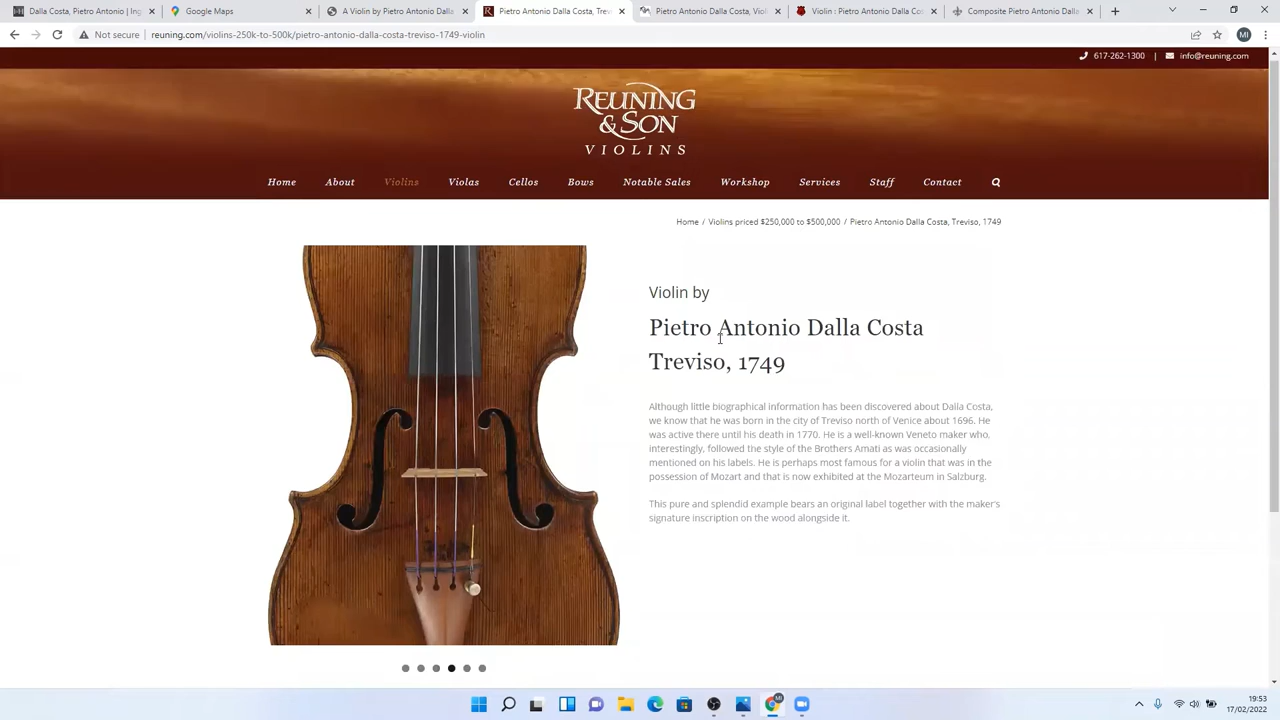 Dalla Costa, Pietro Antonio | Ing
Google Maps
A Violin by Pietro Antonio Dalla
Pietro Antonio Dalla Costa, Trev
Pietro Antonio Dalla Costa, Vi
Violin : Pietro Antonio Dalla Co
Composite Pietro Antonio Dalla
Not secure
reuning.com/violins-250k-to-500k/pietro-antonio-dalla-costa-treviso-1749-violin
MI
617-262-1300 | info@reuning.com
REUNING
& SON
VIOLINS
Home About Violins Violas Cellos Bows Notable Sales Workshop Services Staff Contact
Home / Violins priced $250,000 to $500,000 / Pietro Antonio Dalla Costa, Treviso, 1749
Violin by
Pietro Antonio Dalla Costa
Treviso, 1749
Although little biographical information has been discovered about Dalla Costa,
we know that he was born in the city of Treviso north of Venice about 1696. He
was active there until his death in 1770. He is a well-known Veneto maker who,
interestingly, followed the style of the Brothers Amati as was occasionally
mentioned on his labels. He is perhaps most famous for a violin that was in the
possession of Mozart and that is now exhibited at the Mozarteum in Salzburg.
This pure and splendid example bears an original label together with the maker's
signature inscription on the wood alongside it.
19:53
17/02/2022